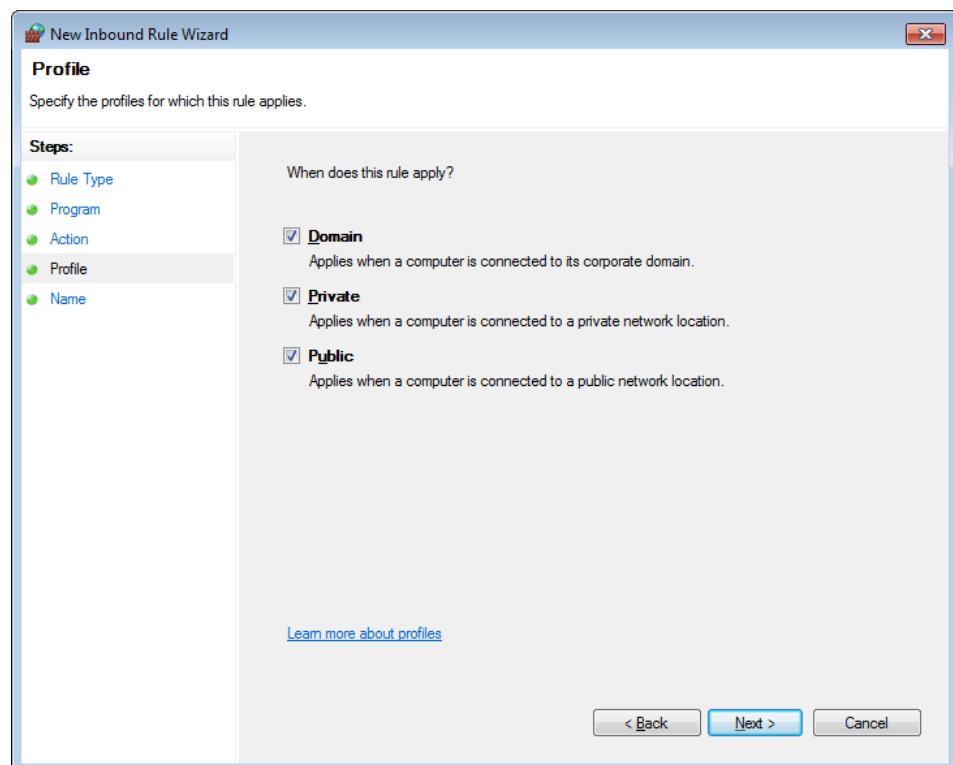 New Inbound Rule Wizard
Profile
Specify the profiles for which this rule applies.
Steps:
Rule Type
Program
Action
Profile
Name
When does this rule apply?
Domain
Applies when a computer is connected to its corporate domain.
Private
Applies when a computer is connected to a private network location.
Public
Applies when a computer is connected to a public network location.
Learn more about profiles
< Back
Next >
Cancel